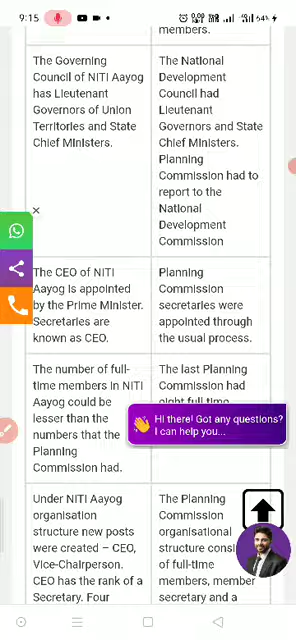 9:15
64%
members.
The Governing
Council of NITI Aayog
has Lieutenant
Governors of Union
Territories and State
Chief Ministers.
The National
Development
Council had
Lieutenant
Governors and State
Chief Ministers.
Planning
Commission had to
report to the
National
Development
Commission
The CEO of NITI
Aayog is appointed
by the Prime Minister.
Secretaries are
known as CEO.
Planning
Commission
secretaries were
appointed through
the usual process.
The number of full-
time members in NITI
Aayog could be
lesser than the
numbers that the
Planning
Commission had.
The last Planning
Commission had
eight full time
Hi there! Got any questions?
I can help you...
Under NITI Aayog
organisation
structure new posts
were created – CEO,
Vice-Chairperson.
CEO has the rank of a
Secretary. Four
The Planning
Commission
organisational
structure
of full-time
members, member
secretary and a